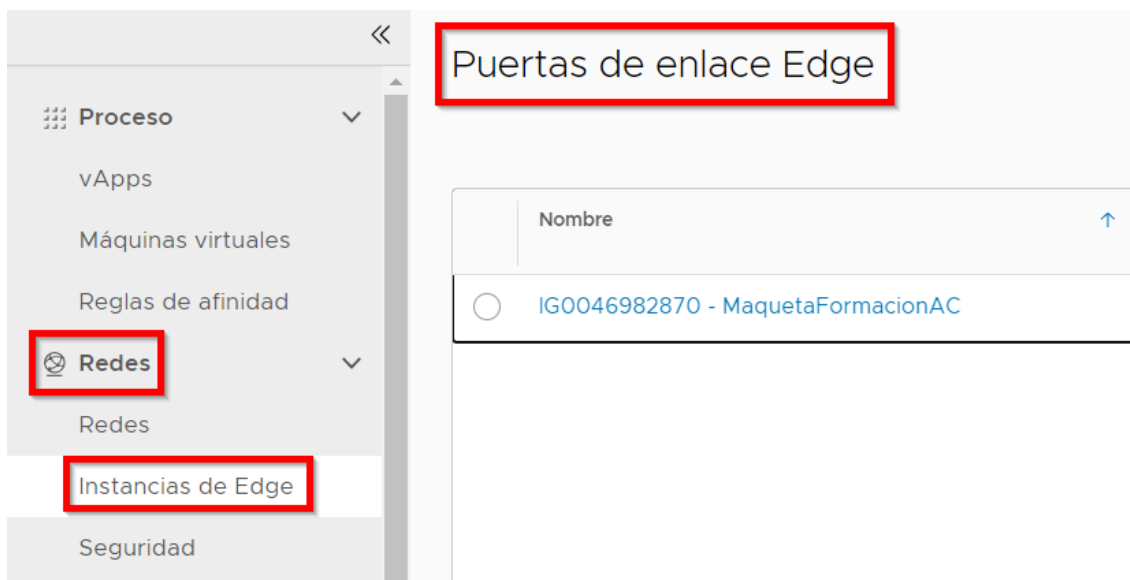 Proceso
vApps
Máquinas virtuales
Reglas de afinidad
Redes
Redes
Instancias de Edge
Seguridad
Puertas de enlace Edge
Nombre
IG0046982870 - MaquetaFormacionAC